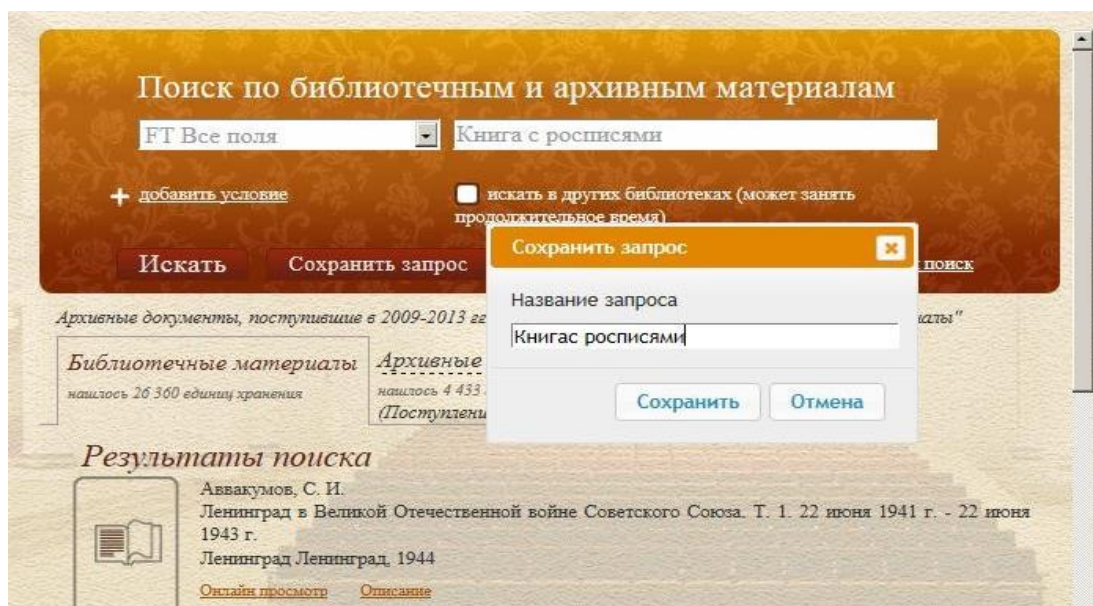 Поиск по библиотечным и архивным материалам
FT Все поля
Книга с росписями
+ добавить условие
искать в других библиотеках (может занять
продолжительное время)
Искать
Сохранить запрос
поиск
Сохранить запрос
Название запроса
Книгас росписями
Сохранить
Отмена
Архивные документы, поступившие в 2009-2013 гг
алы"
Библиотечные материалы
нашлось 26 360 единиц хранения
Архивные
нашлось 4 433
(Поступлени
Результаты поиска
Аввакумов, С. И.
Ленинград в Великой Отечественной войне Советского Союза. Т. 1. 22 июня 1941 г. - 22 июня
1943 г.
Ленинград Ленинград, 1944
Онлайн просмотр
Описание